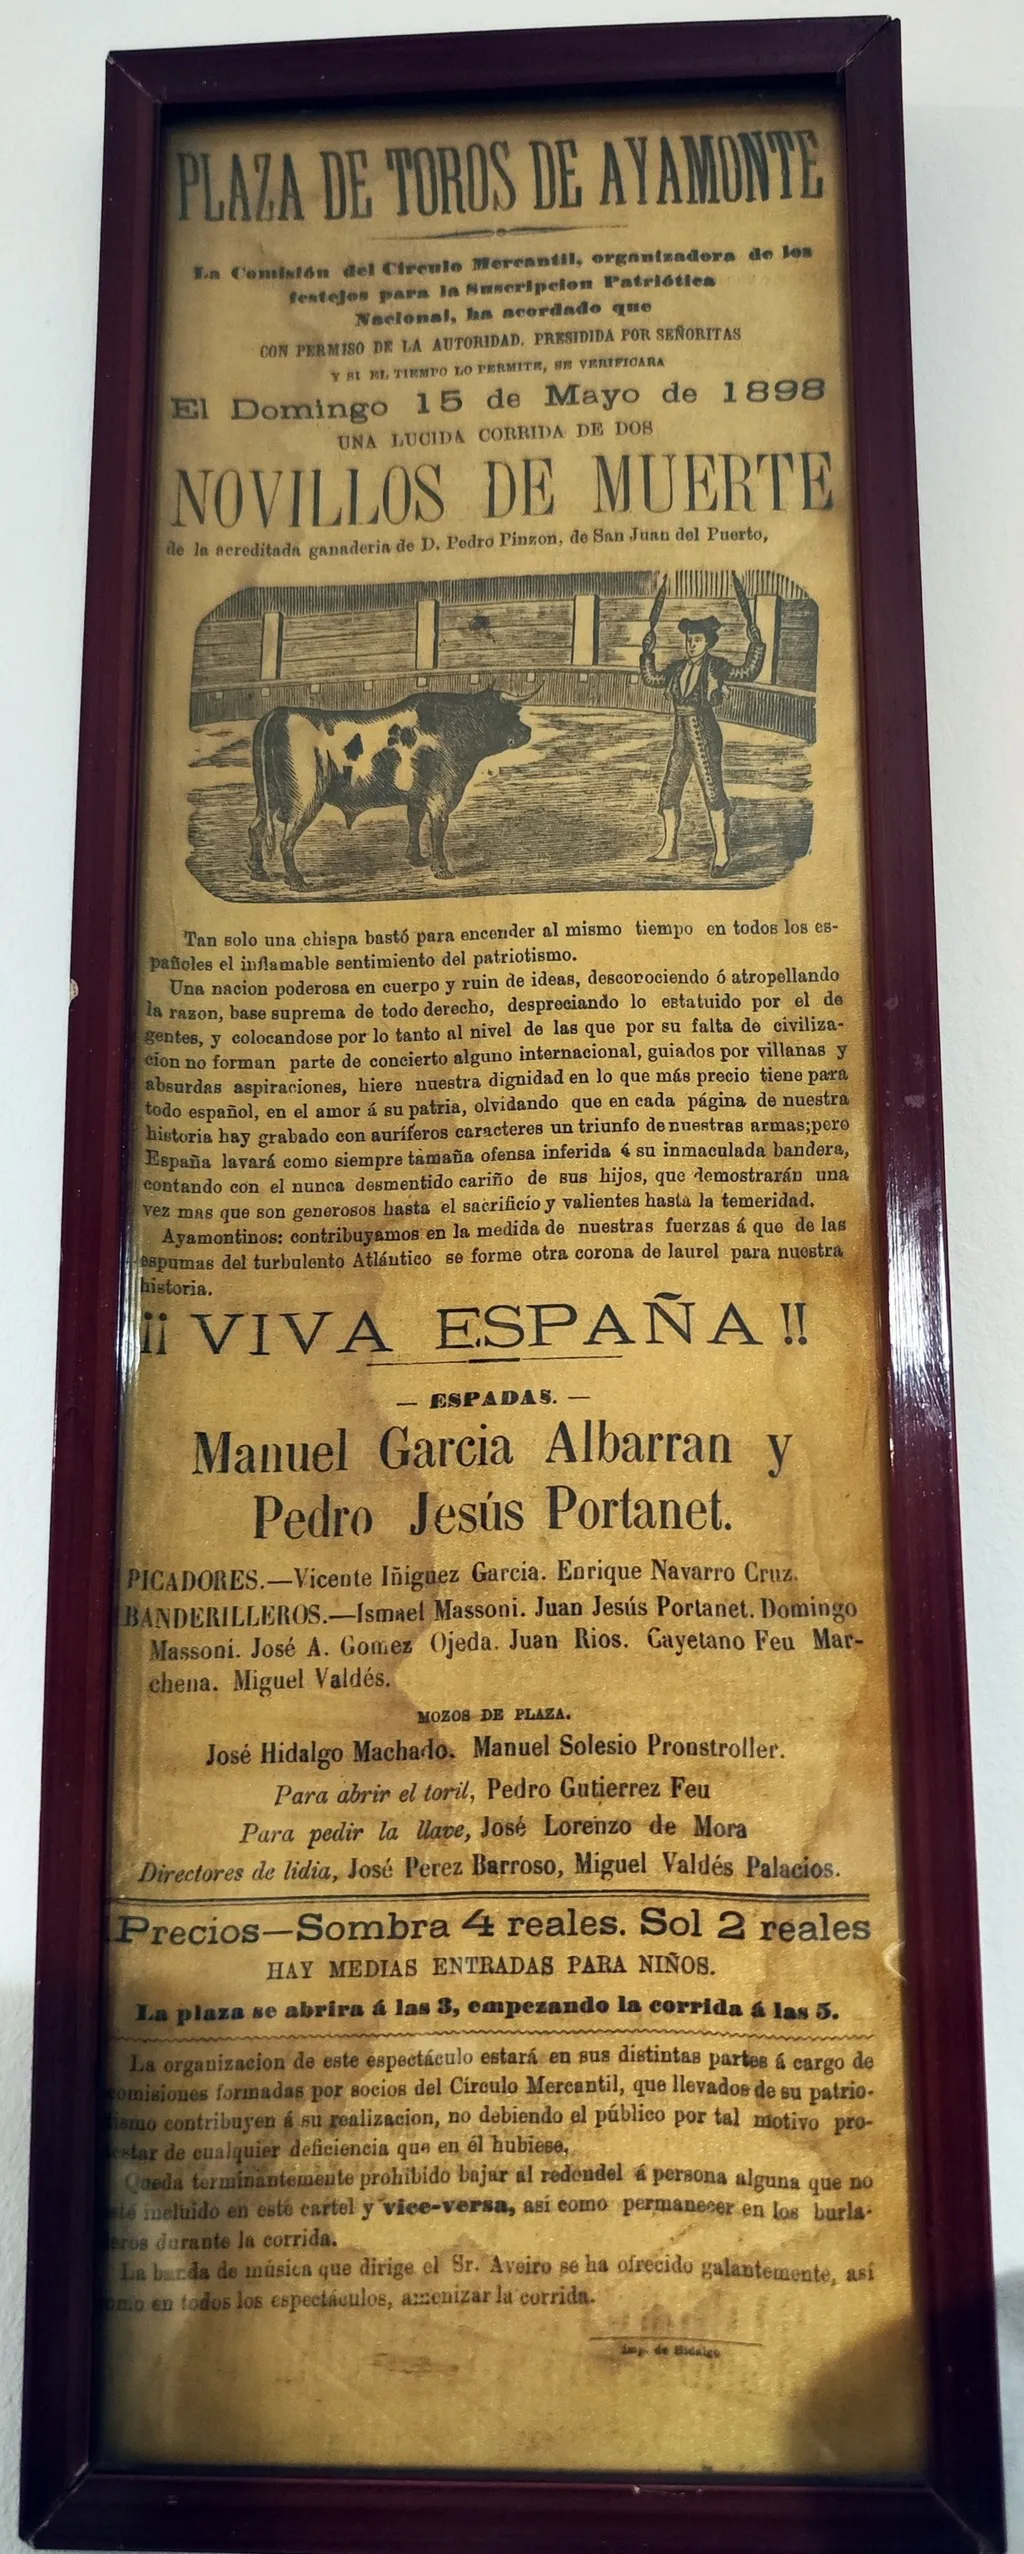 PLAZA DE TOROS DE AYAMONTE
La Comisión del Circulo Mercantil, organizadora de los
festejos para la Suscripcion Patriótica
Nacional, ha acordado que
CON PERMISO DE LA AUTORIDAD, PRESIDIDA POR SEÑORITAS
Y SI EL TIEMPO LO PERMITE, SE VERIFICARA
El Domingo 15 de Mayo de 1898
UNA LUCIDA CORRIDA DE DOS
NOVILLOS DE MUERTE
de la acreditada ganaderia de D. Pedro Pinzon, de San Juan del Puerto,
Tan solo una chispa bastó para encender al mismo tiempo en todos los es-
pañoles el inflamable sentimiento del patriotismo.
Una nacion poderosa en cuerpo y ruin de ideas, descorociendo ó atropellando
la razon, base suprema de todo derecho, despreciando lo estatuido por el de
gentes, y colocandose por lo tanto al nivel de las que por su falta de civiliza-
cion no forman parte de concierto alguno internacional, guiados por villanas y
absurdas aspiraciones, hiere nuestra dignidad en lo que más precio tiene para
todo español, en el amor á su patria, olvidando que en cada página de nuestra
historia hay grabado con auríferos caracteres un triunfo de nuestras armas;pero
España lavará como siempre tamaña ofensa inferida á su inmaculada bandera,
contando con el nunca desmentido cariño de sus hijos, que demostrarán una
vez mas que son generosos hasta el sacrificio y valientes hasta la temeridad.
Ayamontinos: contribuyamos en la medida de nuestras fuerzas á que de las
espumas del turbulento Atlántico se forme otra corona de laurel para nuestra
historia.
¡¡VIVA ESPAÑA!!
— ESPADAS. —
Manuel Garcia Albarran y
Pedro Jesús Portanet.
PICADORES.—Vicente Iñiguez Garcia. Enrique Navarro Cruz.
BANDERILLEROS.—Ismael Massoni. Juan Jesús Portanet. Domingo
Massoni. José A. Gomez Ojeda. Juan Rios. Cayetano Feu Mar-
chena. Miguel Valdés.
MOZOS DE PLAZA.
José Hidalgo Machado. Manuel Solesio Pronstroller.
Para abrir el toril, Pedro Gutierrez Feu
Para pedir la llave, José Lorenzo de Mora
Directores de lidia, José Perez Barroso, Miguel Valdés Palacios.
Precios—Sombra 4 reales. Sol 2 reales
HAY MEDIAS ENTRADAS PARA NIÑOS.
La plaza se abrira á las 3, empezando la corrida á las 5.
La organizacion de este espectáculo estará en sus distintas partes á cargo de
comisiones formadas por socios del Círculo Mercantil, que llevados de su patrio-
tismo contribuyen á su realizacion, no debiendo el público por tal motivo pro-
testar de cualquier deficiencia que en él hubiese.
Queda terminantemente prohibido bajar al redendel á persona alguna que no
esté incluido en este cartel y vice-versa, asi como permanecer en los burla-
eros durante la corrida.
La banda de música que dirige el Sr. Aveiro se ha ofrecido galantemente, así
como en todos los espectáculos, amenizar la corrida.
Imp. de Hidalgo